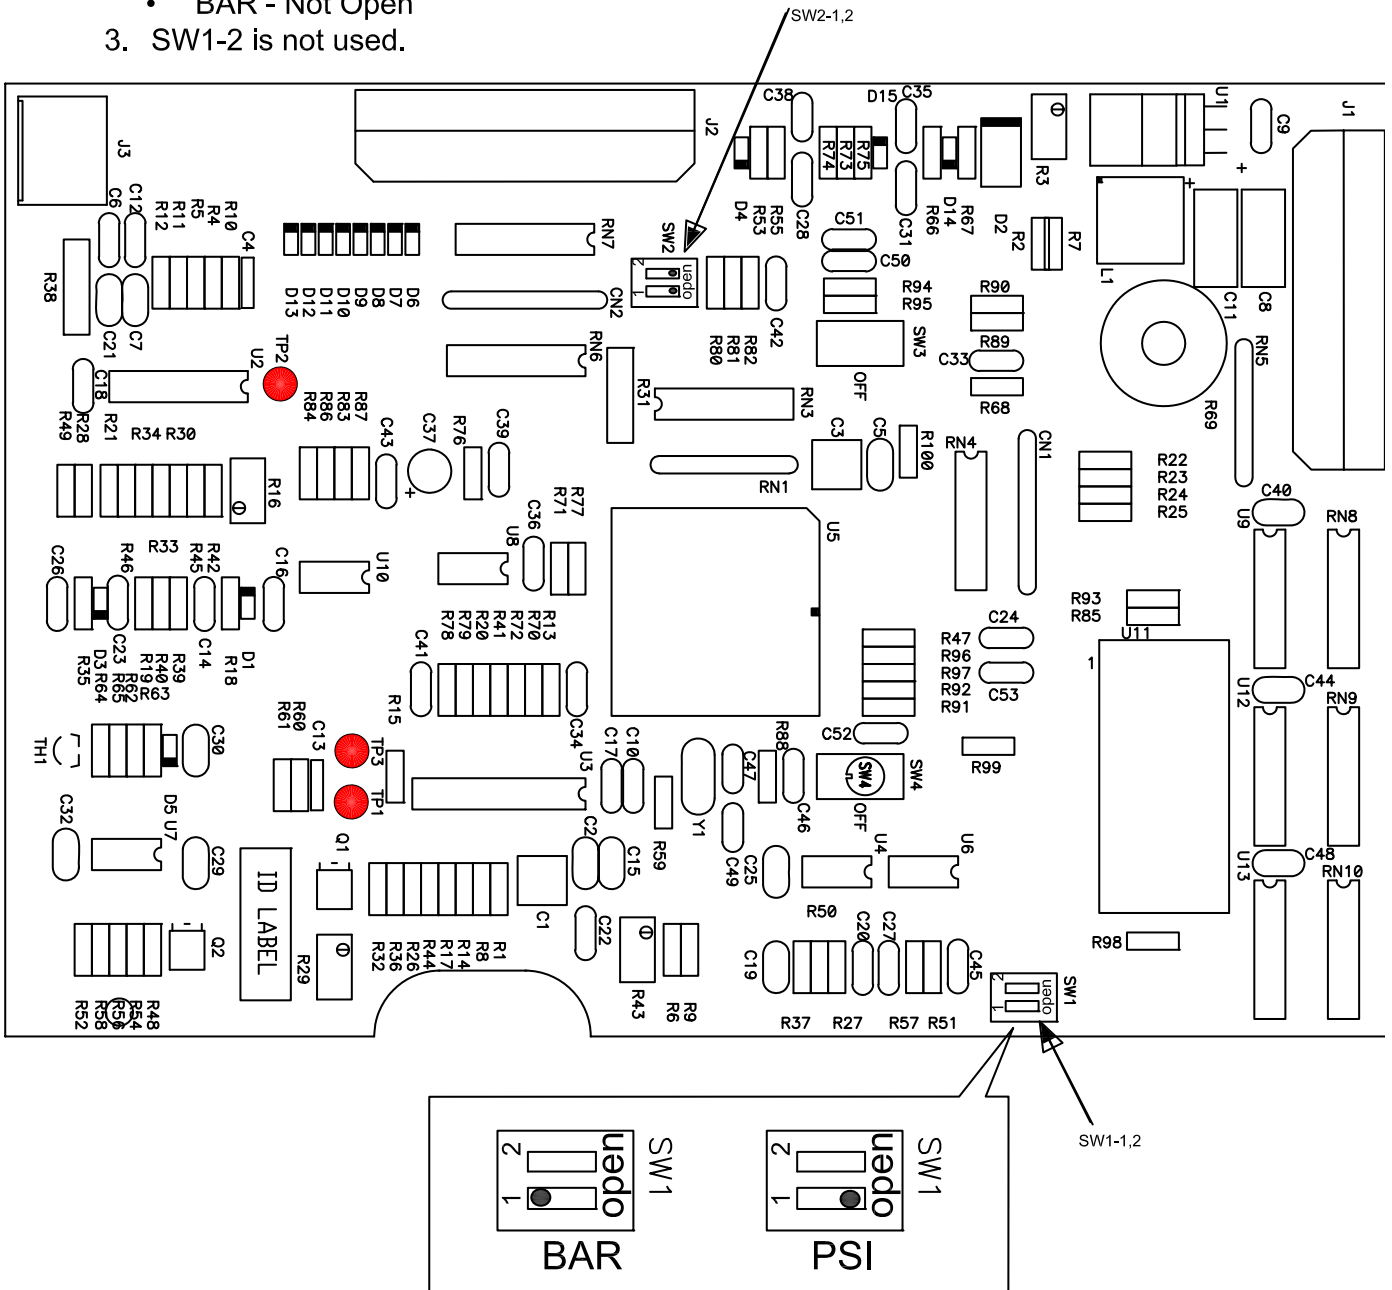 • BAR - Not Open
3. SW1-2 is not used.
SW2-1,2
J3
J2
C38
D15
C35
U1
C9
J1
R74
R73
R75
R3
C6
C12
R12
R11
R5
R4
R10
C4
D4
R53
R55
C28
C31
R66
D14
R67
D2
R2
R7
L1
C11
C8
+
+
R38
C21
C7
D13
D12
D11
D10
D9
D8
D7
D6
RN7
CN2
SW2
2
1
open
C51
C50
R94
R95
R90
R80
R81
R82
C42
SW3
OFF
C33
R89
R68
RN5
R69
TP2
U2
C18
RN6
R31
RN3
R49
R28
R21
R34
R30
R84
R86
R83
R87
C43
C37
+
R76
C39
RN1
C3
C5
R100
RN4
CN1
R22
R23
R24
R25
C40
U9
RN8
R16
R71
R77
C36
U8
U5
C26
R46
R33
R45
R42
C16
U10
R93
R85
U11
1
C24
R78
R79
R20
R41
R72
R70
R13
R47
R96
R97
R92
R91
C53
R35
D3
C23
R64
R65
R62
R19
R40
R39
R63
C14
R18
D1
C41
C44
U12
RN9
TH1
C30
R61
R60
C13
TP3
TP1
R15
C34
U3
C17
C10
C52
R88
C47
SW4
SW4
OFF
R99
C32
D5
U7
C29
Q1
C2
C15
R59
Y1
C49
C46
C25
U4
U6
C48
U13
RN10
ID LABEL
C1
C22
R50
C20
C27
R98
Q2
R29
R32
R36
R26
R44
R17
R14
R8
R1
R43
R6
R9
C19
C45
SW1
2
1
open
R52
R58
R56
R54
R48
R37
R27
R57
R51
SW1-1,2
2
1
open
SW1
BAR
2
1
open
SW1
PSI